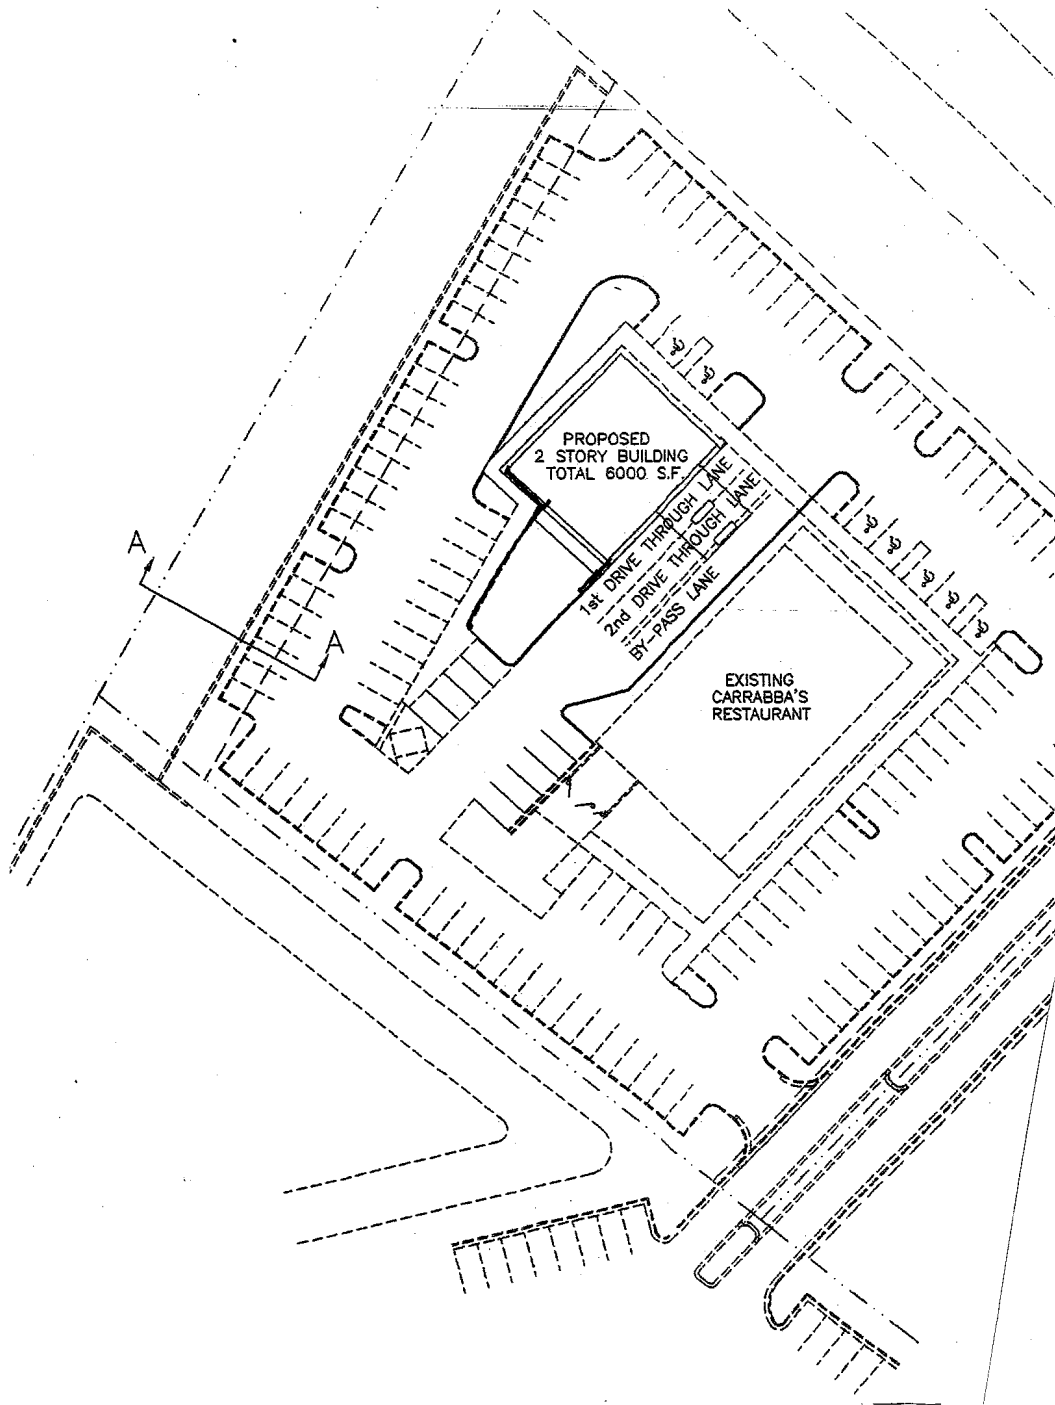 PROPOSED
2 STORY BUILDING
TOTAL 6000 S.F.
1st DRIVE THROUGH LANE
2nd DRIVE THROUGH LANE
BY-PASS LANE
A
A
EXISTING
CARRABBA'S
RESTAURANT